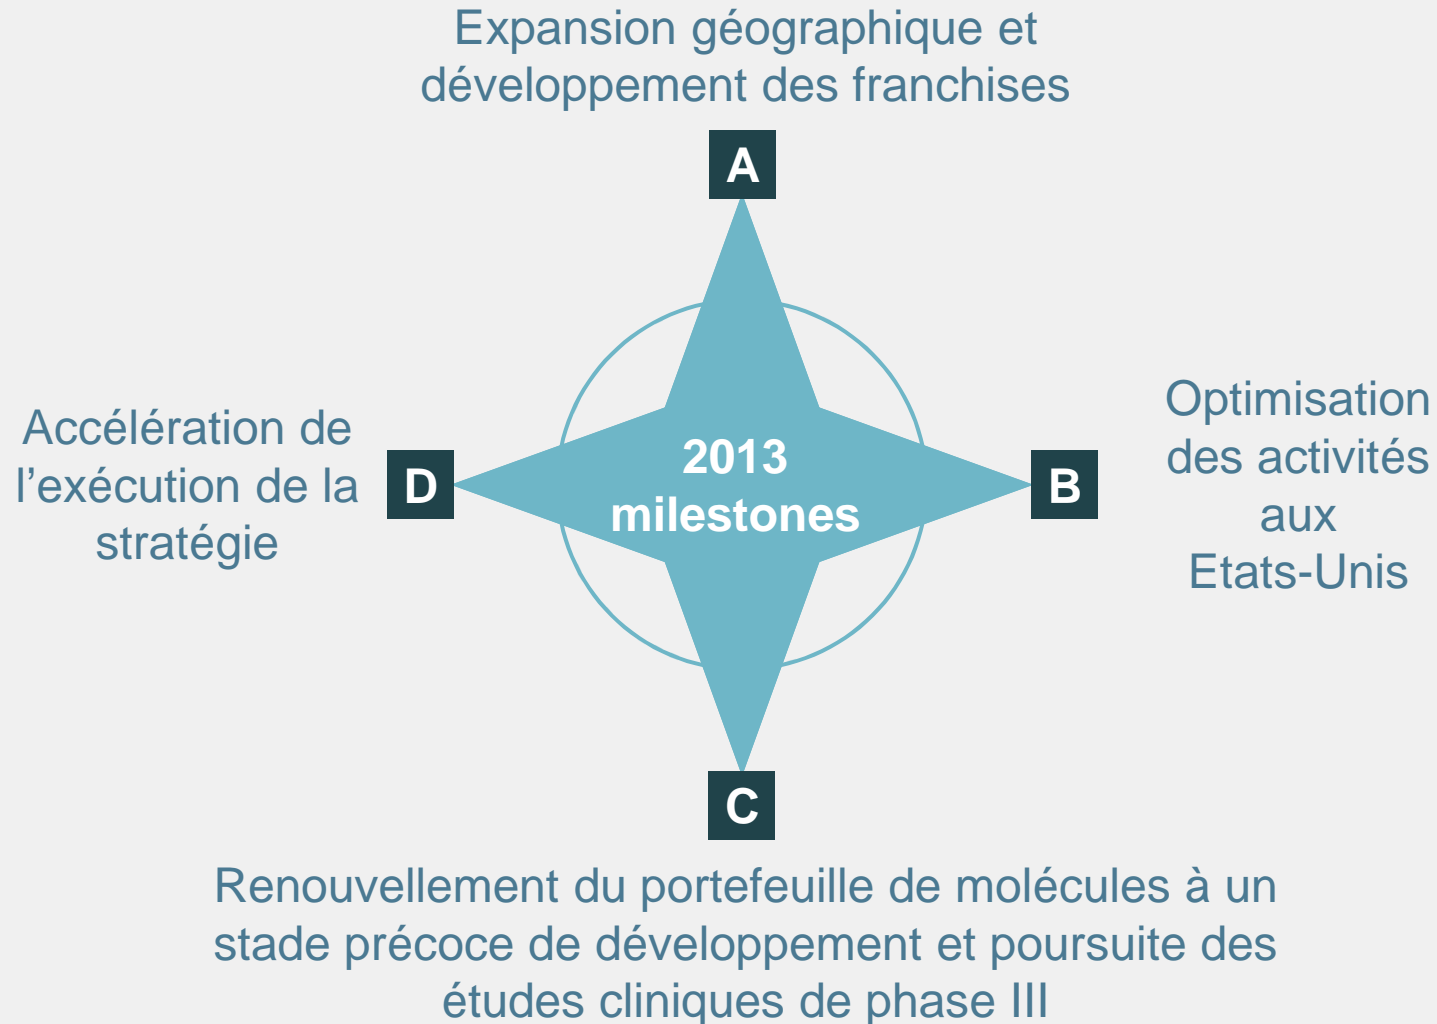 Expansion géographique et
développement des franchises
A
Accélération de
l'exécution de la
stratégie
D
2013
milestones
B
Optimisation
des activités
aux
Etats-Unis
C
Renouvellement du portefeuille de molécules à un
stade précoce de développement et poursuite des
études cliniques de phase III